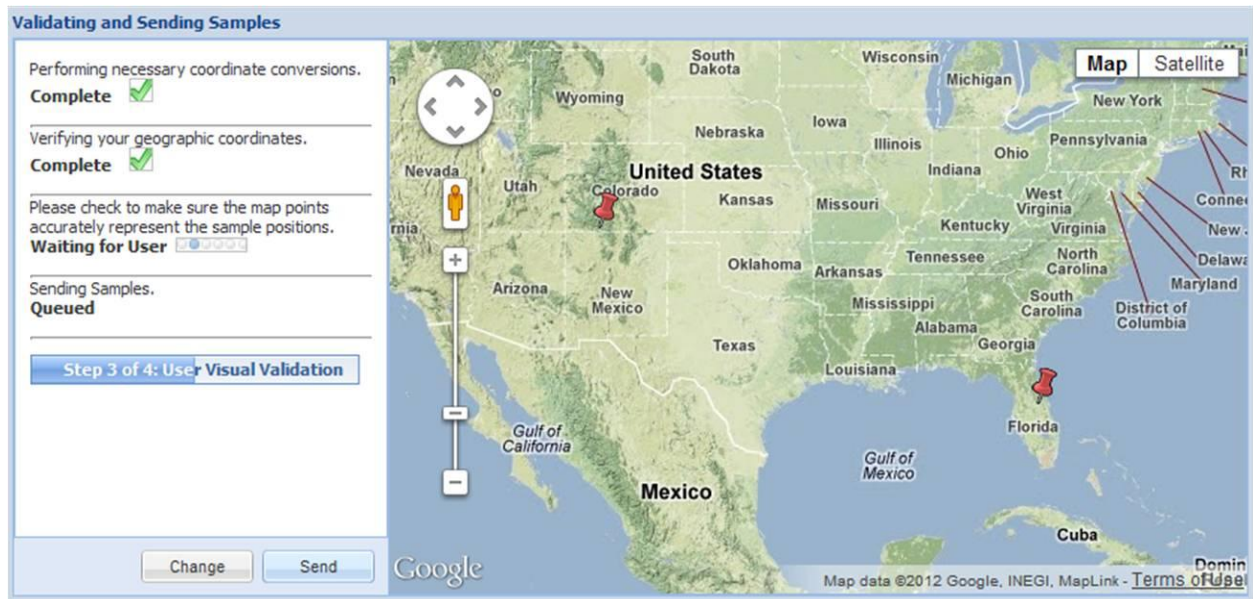 Validating and Sending Samples
Performing necessary coordinate conversions.
Complete
Verifying your geographic coordinates.
Complete
Please check to make sure the map points
accurately represent the sample positions.
Waiting for User
Sending Samples.
Queued
Step 3 of 4: User Visual Validation
Change
Send
Map
Satellite
South
Dakota
Wisconsin
Michigan
Wyoming
New York
Nebraska
Iowa
Illinois
Ohio
Pennsylvania
Nevada
Utah
United States
Indiana
Colorado
Kansas
Missouri
West
Virginia
Kentucky
Virginia
Oklahoma
Arkansas
Tennessee
North
Carolina
Maryland
Arizona
New
Mexico
Mississippi
South
Carolina
District of
Columbia
Alabama
Texas
Georgia
Louisiana
Florida
Gulf of
California
Gulf of
Mexico
Mexico
Cuba
Google
Map data ©2012 Google, INEGI, MapLink - Terms of Use